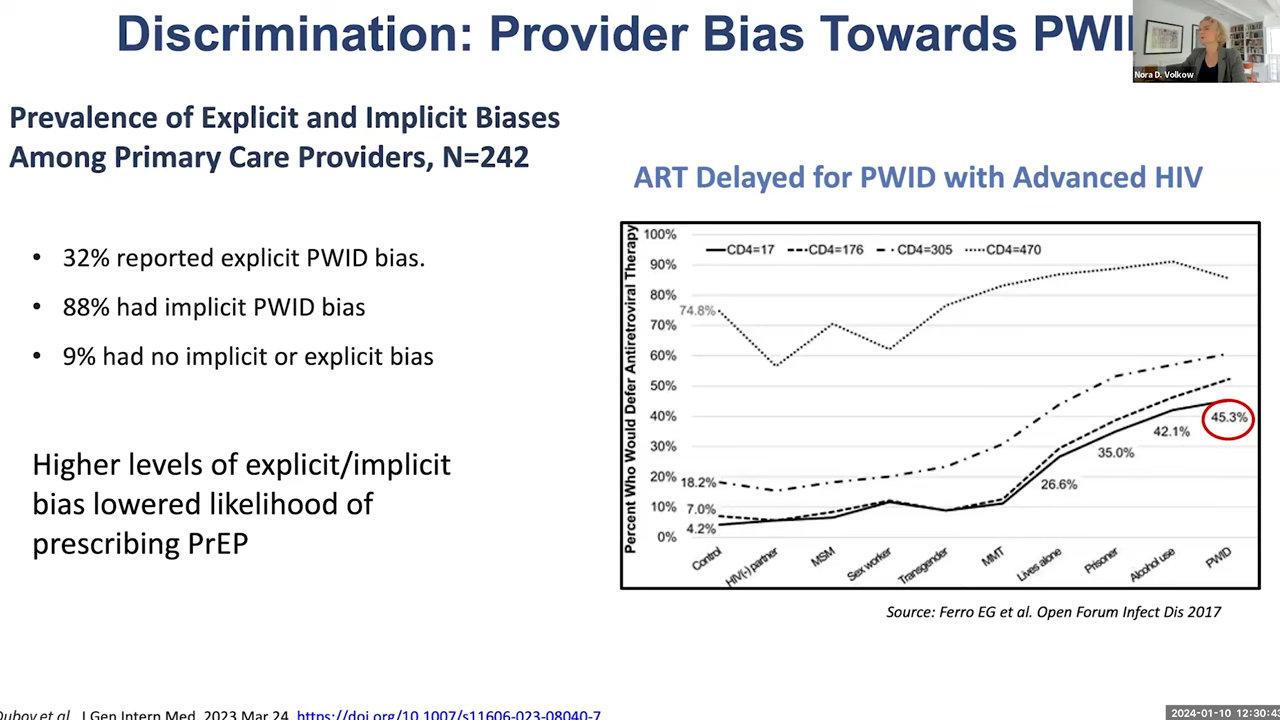 Discrimination: Provider Bias Towards
Nora D. Volkow
Prevalence of Explicit and Implicit Biases
Among Primary Care Providers, N=242
• 32% reported explicit PWID bias.
• 88% had implicit PWID bias
• 9% had no implicit or explicit bias
Higher levels of explicit/implicit
bias lowered likelihood of
prescribing PrEP
ART Delayed for PWID with Advanced HIV
Percent Who Would Defer Antiretroviral Therapy
100%
90%
80%
70%
60%
50%
40%
30%
20%
10%
0%
CD4=17 CD4=176 CD4=305 CD4=470
74.8%
18.2%
7.0%
4.2%
26.6%
35.0%
42.1%
45.3%
Control
HIV(-) partner
MSM
Sex worker
Transgender
MMT
Lives alone
Prisoner
Alcohol use
PWID
Source: Ferro EG et al. Open Forum Infect Dis 2017
et al. J Gen Intern Med. 2023 Mar 24. https://doi.org/10.1007/s11606-023-08040-7
2024-01-10 12:30:43